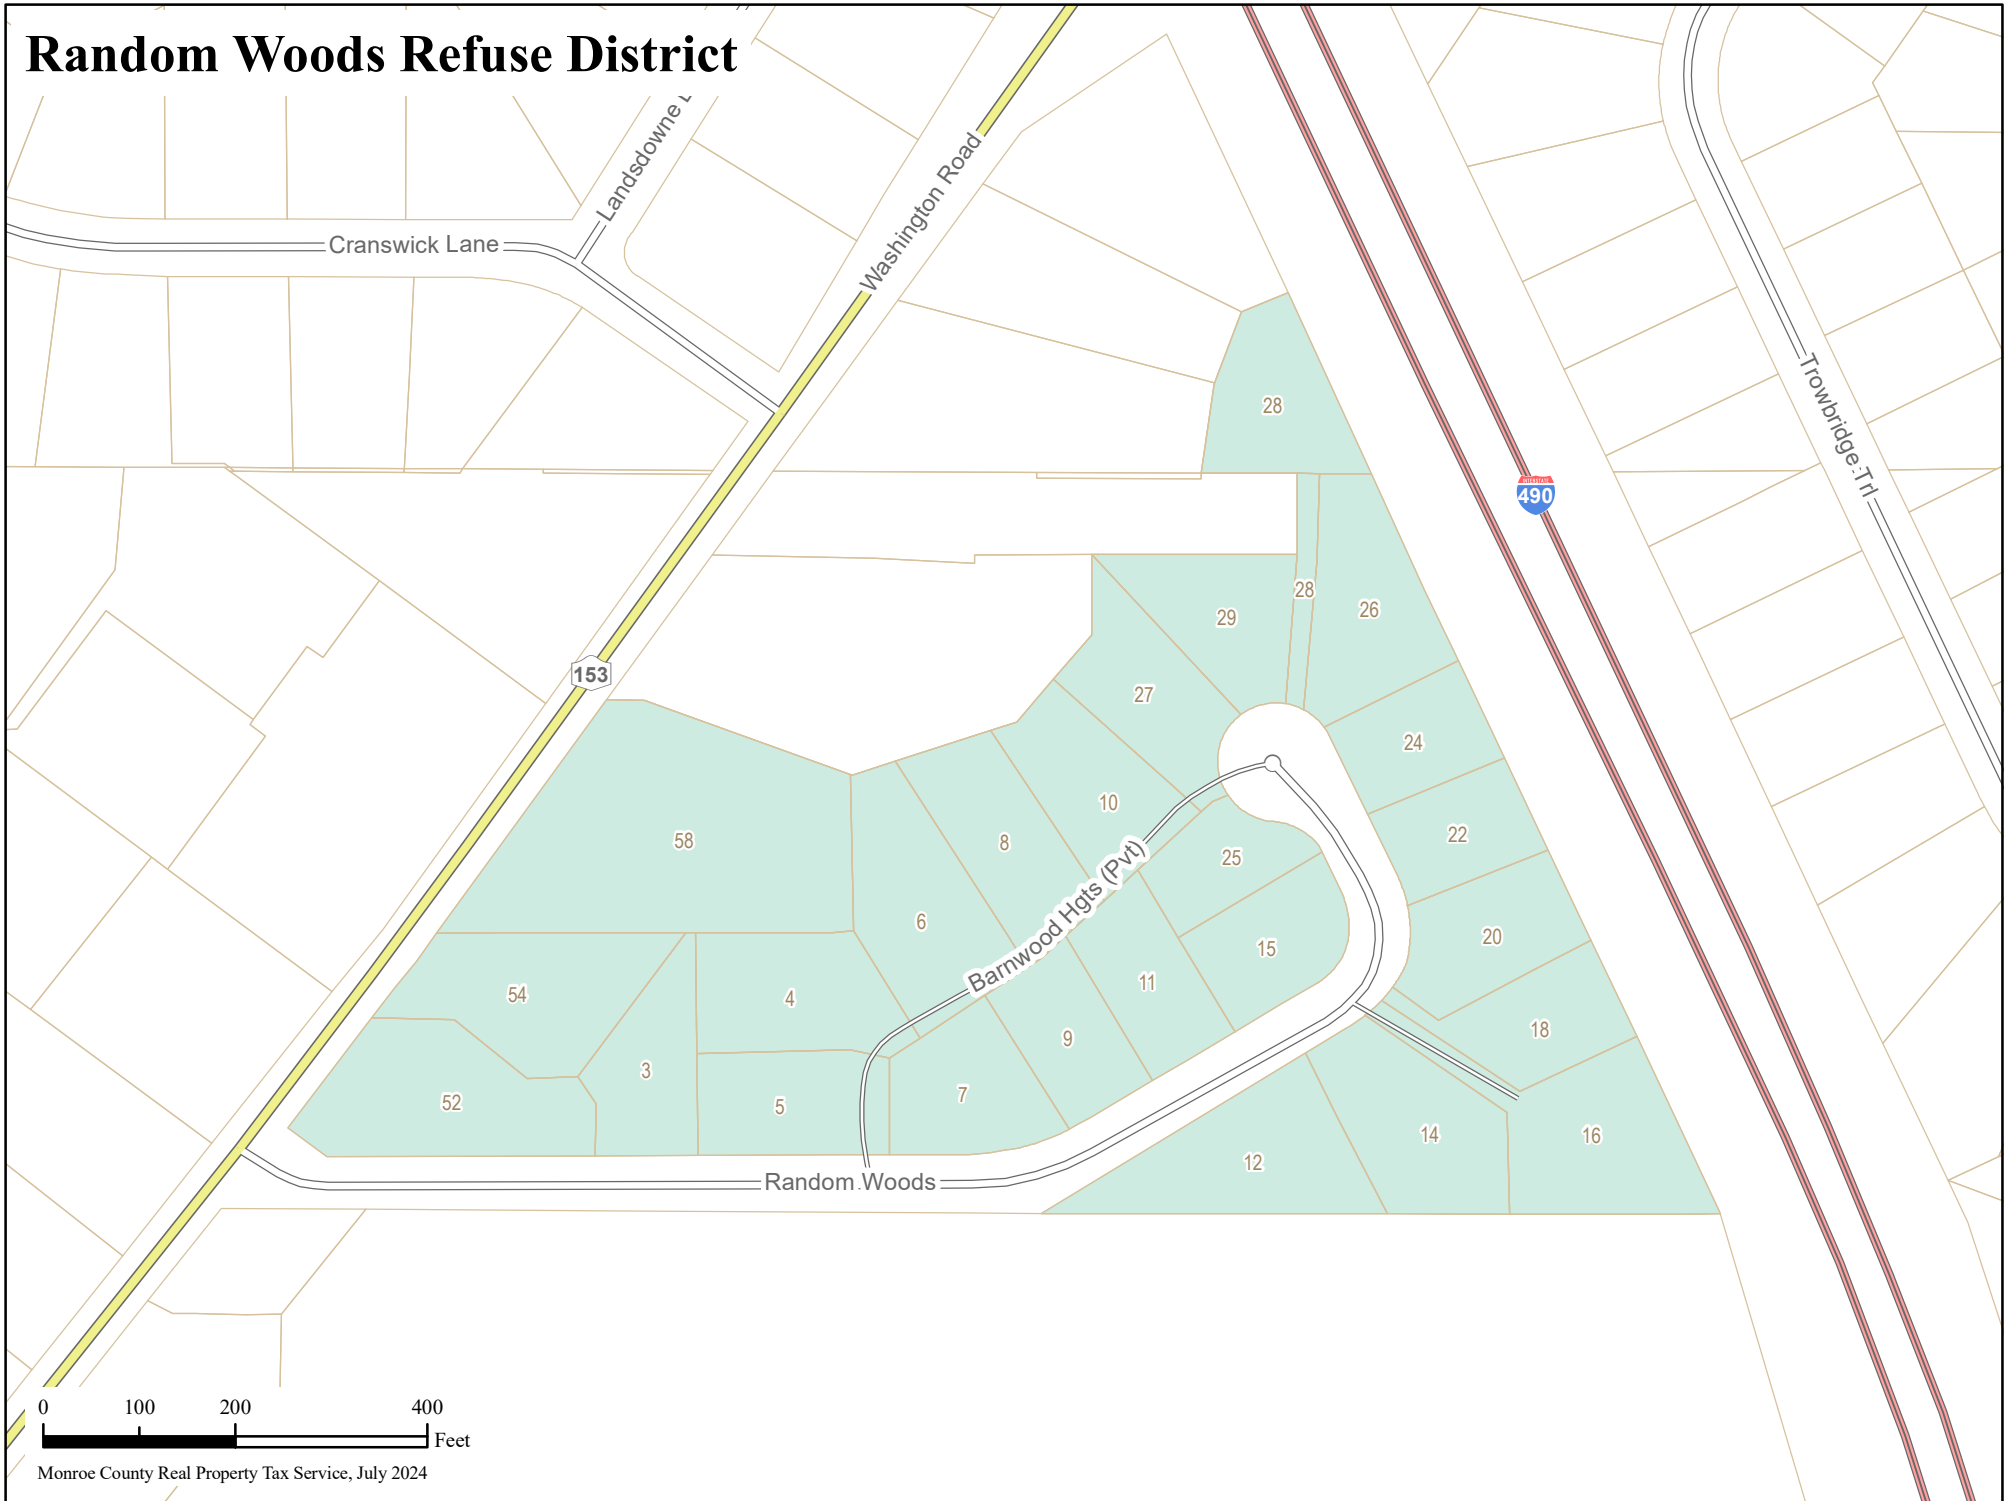 Random Woods Refuse District
Landsdowne
Washington Road
Cranswick Lane
Trowbridge Trl
28
INTERSTATE
490
28
29
26
153
27
24
10
22
58
8
25
6
20
15
Barnwood Hgts (Pvt)
11
54
4
18
9
3
7
52
5
14
16
12
Random Woods
0 100 200 400
Feet
Monroe County Real Property Tax Service, July 2024